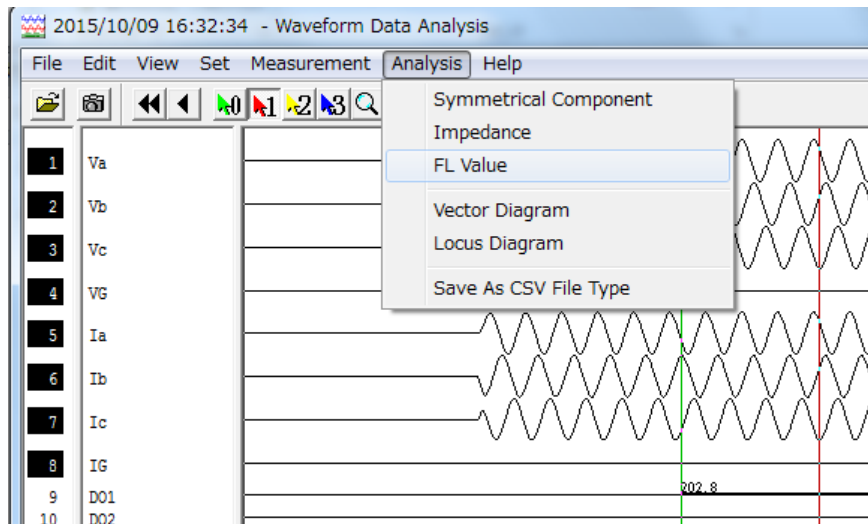 2015/10/09 16:32:34 - Waveform Data Analysis
File Edit View Set Measurement Analysis Help
0 1 2 3
Symmetrical Component
Impedance
FL Value
Vector Diagram
Locus Diagram
Save As CSV File Type
1 Va
2 Vb
3 Vc
4 VG
5 Ia
6 Ib
7 Ic
8 IG
202.8
9 DO1
10 DO2